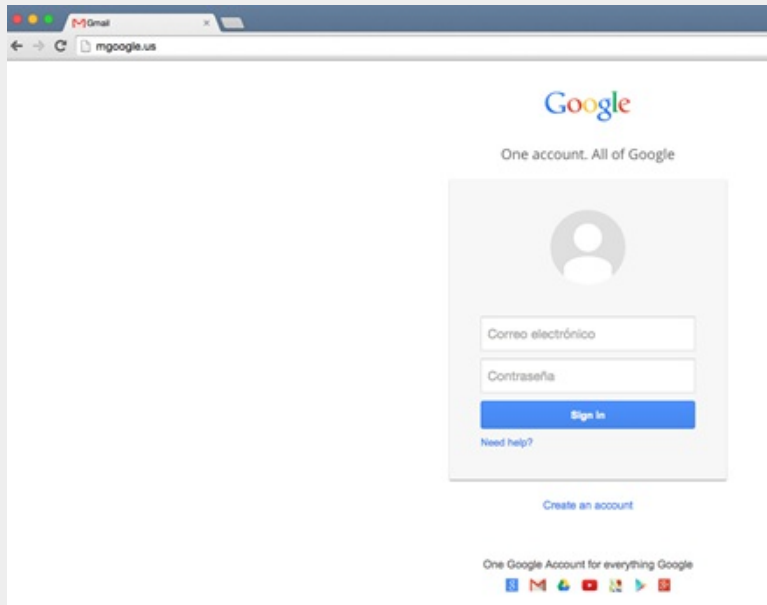 Gmail
mgoogle.us
Google
One account. All of Google
Correo electrónico
Contraseña
Sign in
Need help?
Create an account
One Google Account for everything Google